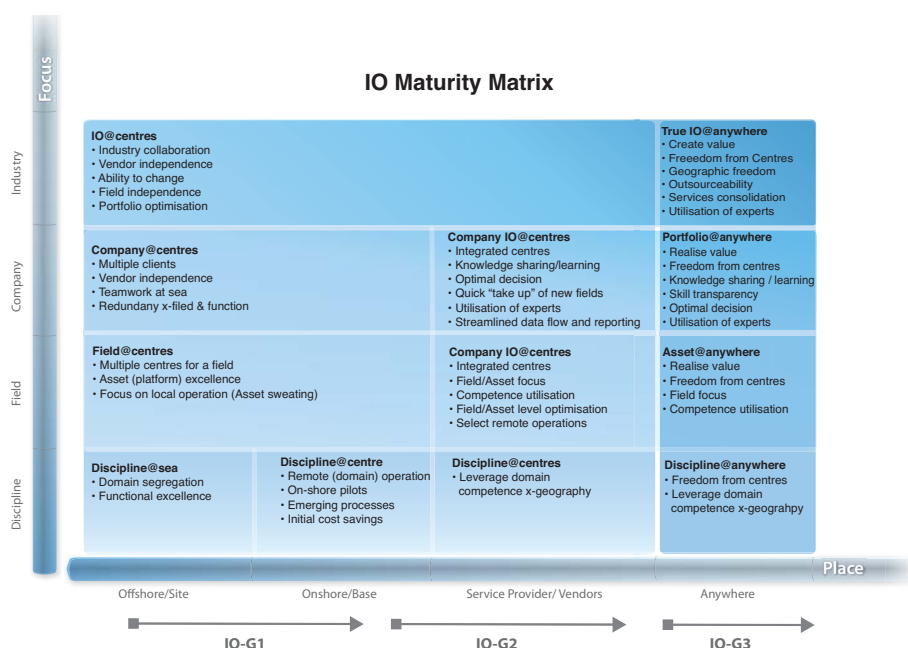 Focus
IO Maturity Matrix
Industry
IO@centres
• Industry collaboration
• Vendor independence
• Ability to change
• Field independence
• Portfolio optimisation
True IO@anywhere
• Create value
• Freeedom from Centres
• Geographic freedom
• Outsourceability
• Services consolidation
• Utilisation of experts
Company
Company@centres
• Multiple clients
• Vendor independence
• Teamwork at sea
• Redundany x-filed & function
Company IO@centres
• Integrated centres
• Knowledge sharing/learning
• Optimal decision
• Quick “take up” of new fields
• Utilisation of experts
• Streamlined data flow and reporting
Portfolio@anywhere
• Realise value
• Freedom from centres
• Knowledge sharing / learning
• Skill transparency
• Optimal decision
• Utilisation of experts
Field
Field@centres
• Multiple centres for a field
• Asset (platform) excellence
• Focus on local operation (Asset sweating)
Company IO@centres
• Integrated centres
• Field/Asset focus
• Competence utilisation
• Field/Asset level optimisation
• Select remote operations
Asset@anywhere
• Realise value
• Freedom from centres
• Field focus
• Competence utilisation
Discipline
Discipline@sea
• Domain segregation
• Functional excellence
Discipline@centre
• Remote (domain) operation
• On-shore pilots
• Emerging processes
• Initial cost savings
Discipline@centres
• Leverage domain
competence x-geography
Discipline@anywhere
• Freedom from centres
• Leverage domain
competence x-geograhpy
Place
Offshore/Site
Onshore/Base
Service Provider/ Vendors
Anywhere
IO-G1
IO-G2
IO-G3